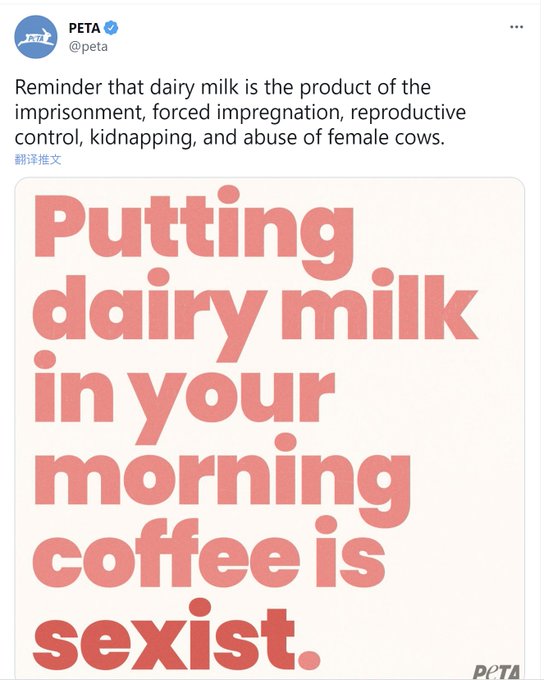 PETA
@peta
Reminder that dairy milk is the product of the
imprisonment, forced impregnation, reproductive
control, kidnapping, and abuse of female cows.
翻译推文
Putting
dairy milk
in your
morning
coffee is
sexist.
PeTA